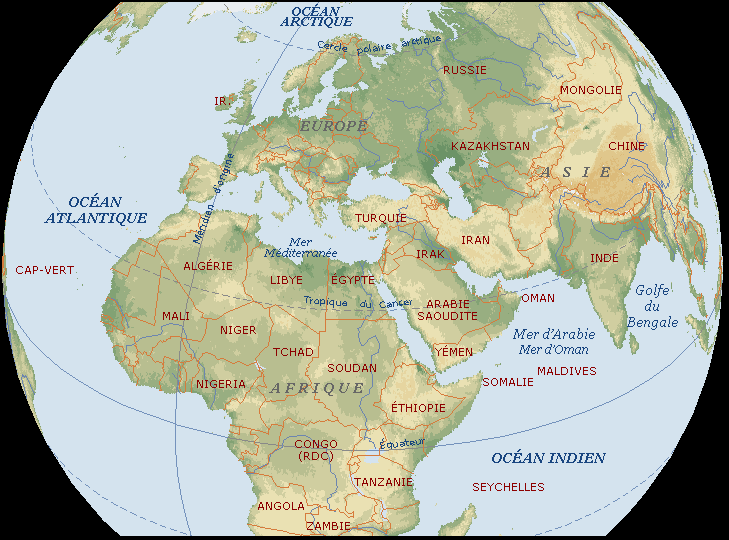 OCÉAN
ARCTIQUE
Cercle polaire arctique
RUSSIE
MONGOLIE
IR.
EUROPE
KAZAKHSTAN
CHINE
ASIE
Méridien d'origine
OCÉAN
ATLANTIQUE
TURQUIE
Mer
Méditerranée
IRAN
IRAK
INDE
CAP-VERT
ALGÉRIE
LIBYE
ÉGYPTE
Golfe
du
Bengale
Tropique du Cancer
ARABIE
SAOUDITE
OMAN
MALI
NIGER
Mer d'Arabie
Mer d'Oman
TCHAD
YÉMEN
SOUDAN
MALDIVES
NIGERIA
AFRIQUE
SOMALIE
ÉTHIOPIE
Équateur
CONGO
(RDC)
OCÉAN INDIEN
TANZANIE
SEYCHELLES
ANGOLA
ZAMBIE